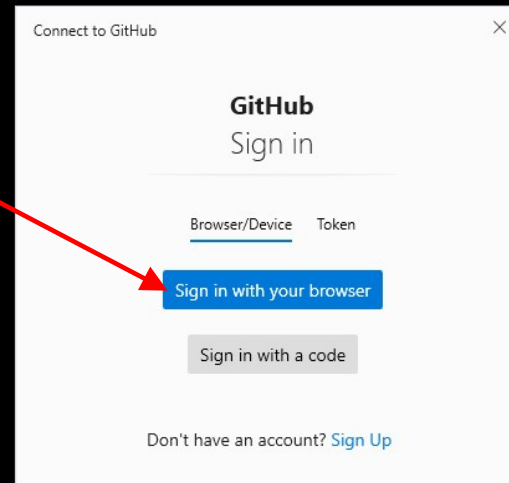 Connect to GitHub
GitHub
Sign in
Browser/Device Token
Sign in with your browser
Sign in with a code
Don't have an account? Sign Up